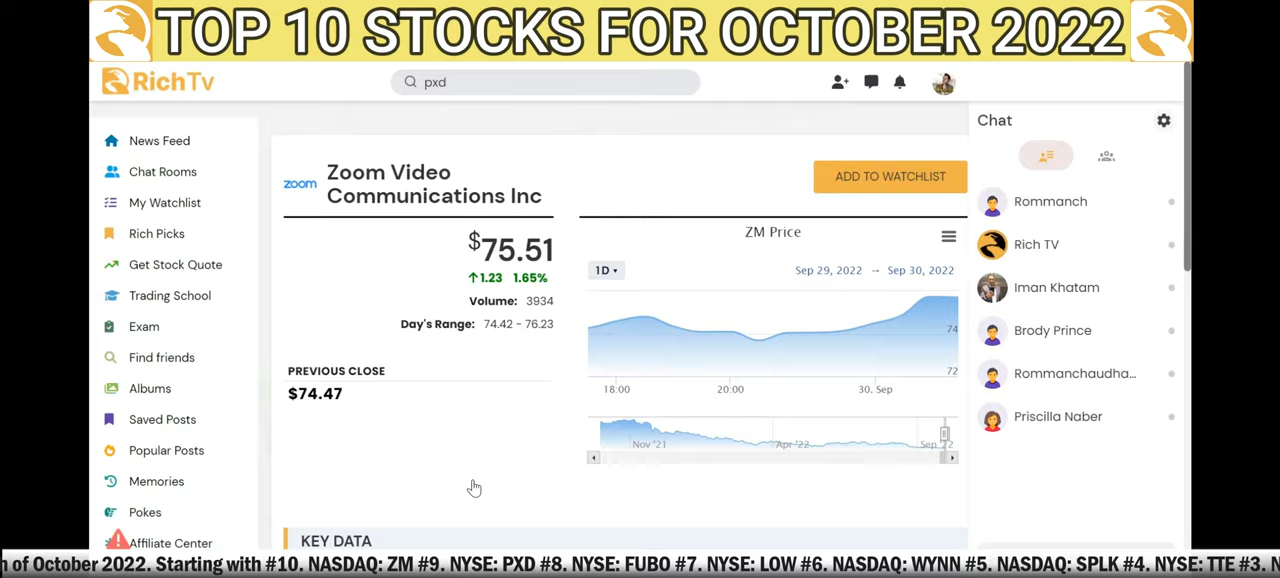 TOP 10 STOCKS FOR OCTOBER 2022
RichTV
pxd
News Feed
Chat Rooms
My Watchlist
Rich Picks
Get Stock Quote
Trading School
Exam
Find friends
Albums
Saved Posts
Popular Posts
Memories
Pokes
Affiliate Center
zoom
Zoom Video
Communications Inc
ADD TO WATCHLIST
$75.51
↑1.23 1.65%
Volume: 3934
Day's Range: 74.42 - 76.23
PREVIOUS CLOSE
$74.47
ZM Price
1D
Sep 29, 2022 → Sep 30, 2022
74
72
18:00 20:00 30. Sep
Nov '21 Apr '22 Sep '22
KEY DATA
Chat
Rommanch
Rich TV
Iman Khatam
Brody Prince
Rommanchaudha...
Priscilla Naber
h of October 2022. Starting with #10. NASDAQ: ZM #9. NYSE: PXD #8. NYSE: FUBO #7. NYSE: LOW #6. NASDAQ: WYNN #5. NASDAQ: SPLK #4. NYSE: TTE #3. N